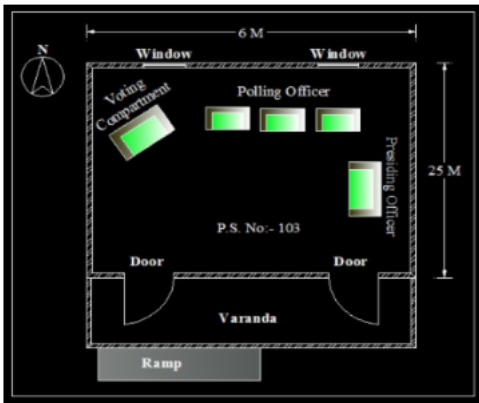 6 M
N
Window
Window
Voting
Compartment
Polling Officer
Presiding Officer
25 M
P.S. No:- 103
Door
Door
Varanda
Ramp